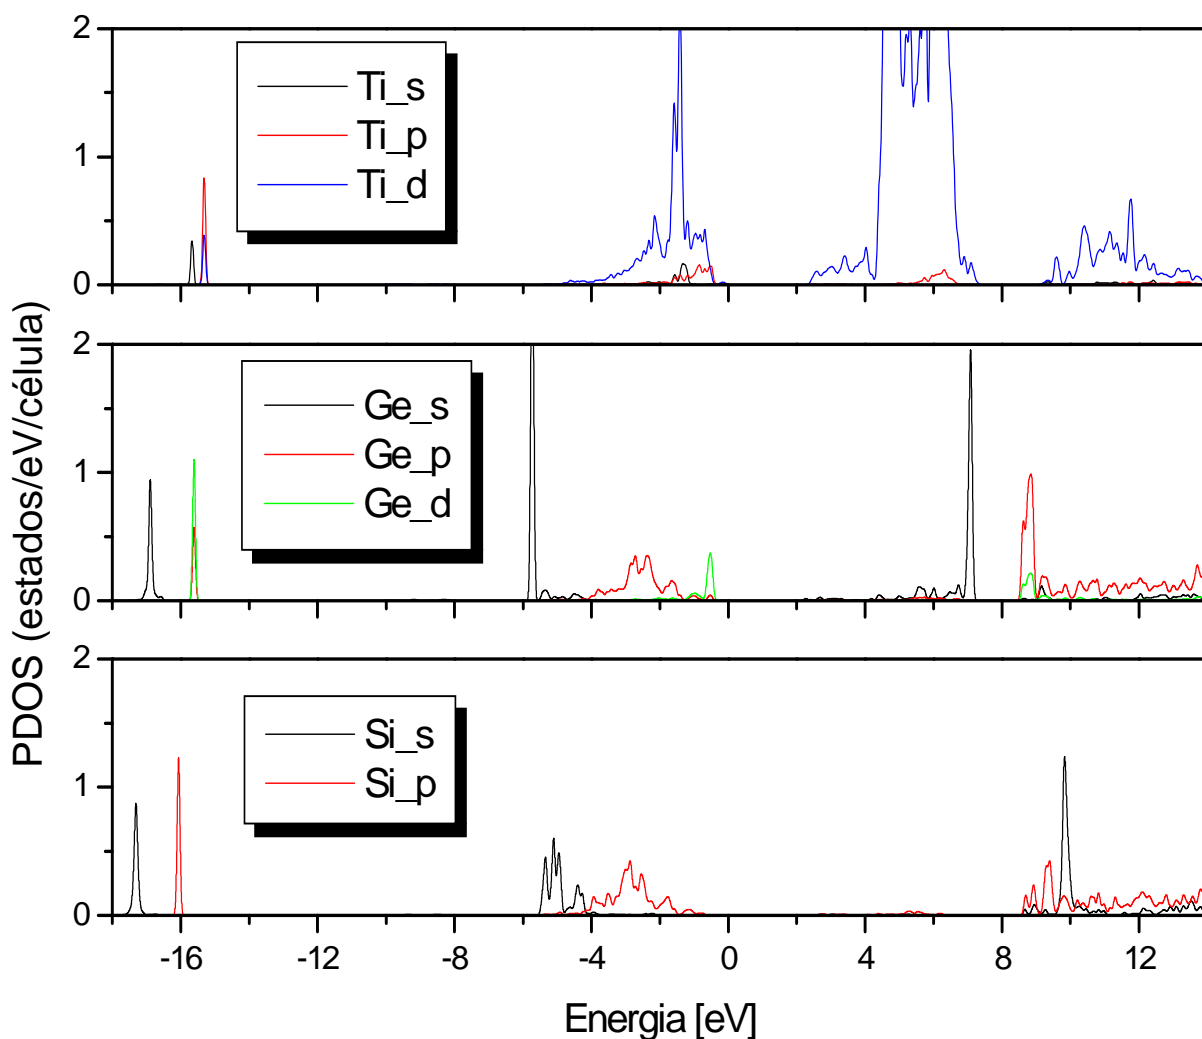 PDOS (estados/eV/célula)
2
1
0
Ti_s
Ti_p
Ti_d
2
1
0
Ge_s
Ge_p
Ge_d
2
1
0
Si_s
Si_p
-16 -12 -8 -4 0 4 8 12
Energia [eV]